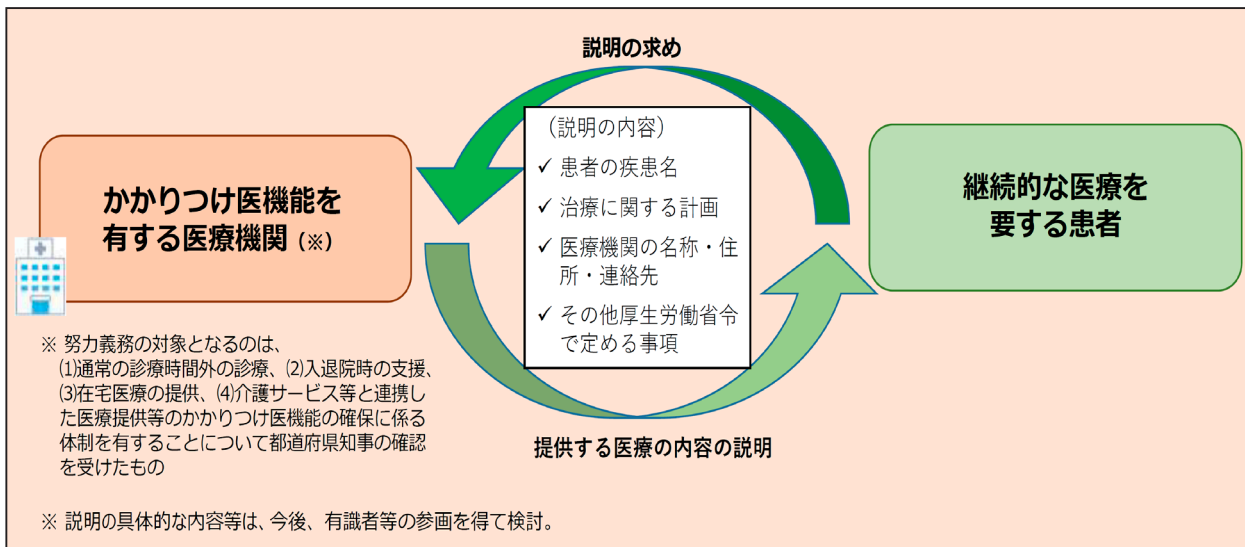 説明の求め
かかりつけ医機能を
有する医療機関（※）
（説明の内容）
✓ 患者の疾患名
✓ 治療に関する計画
✓ 医療機関の名称・住
所・連絡先
✓ その他厚生労働省令
で定める事項
継続的な医療を
要する患者
※ 努力義務の対象となるのは、
(1)通常の診療時間外の診療、(2)入退院時の支援、
(3)在宅医療の提供、(4)介護サービス等と連携し
た医療提供等のかかりつけ医機能の確保に係る
体制を有することについて都道府県知事の確認
を受けたもの
提供する医療の内容の説明
※ 説明の具体的な内容等は、今後、有識者等の参画を得て検討。